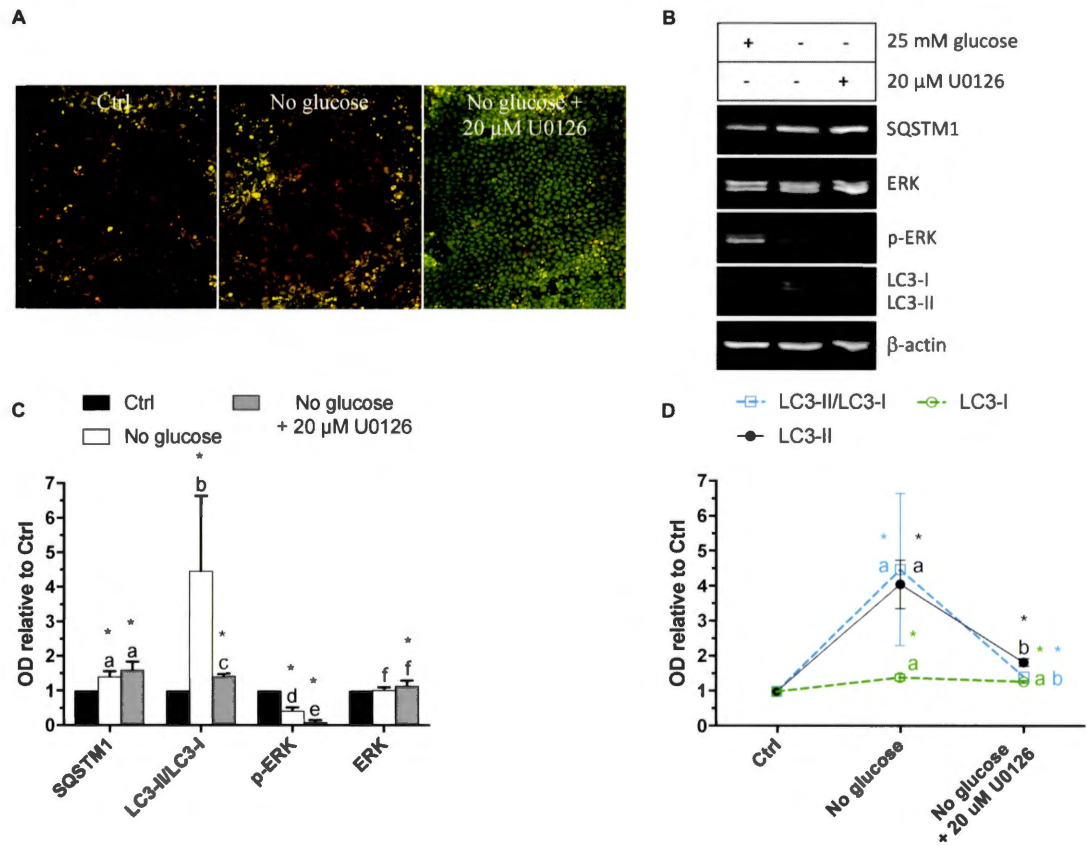 A
Ctrl
No glucose
No glucose +
20 µM U0126
B
+ - - 25 mM glucose
- - + 20 µM U0126
SQSTM1
ERK
p-ERK
LC3-I
LC3-II
β-actin
C
Ctrl
No glucose
No glucose
+ 20 µM U0126
OD relative to Ctrl
7
6
5
4
3
2
1
0
* a * a
* b * c
* d * e
f * f
SQSTM1
LC3-II/LC3-I
p-ERK
ERK
D
LC3-II/LC3-I
LC3-I
LC3-II
OD relative to Ctrl
7
6
5
4
3
2
1
0
* *
a a
*
a
*
b * *
a b
Ctrl
No glucose
No glucose
+ 20 uM U0126